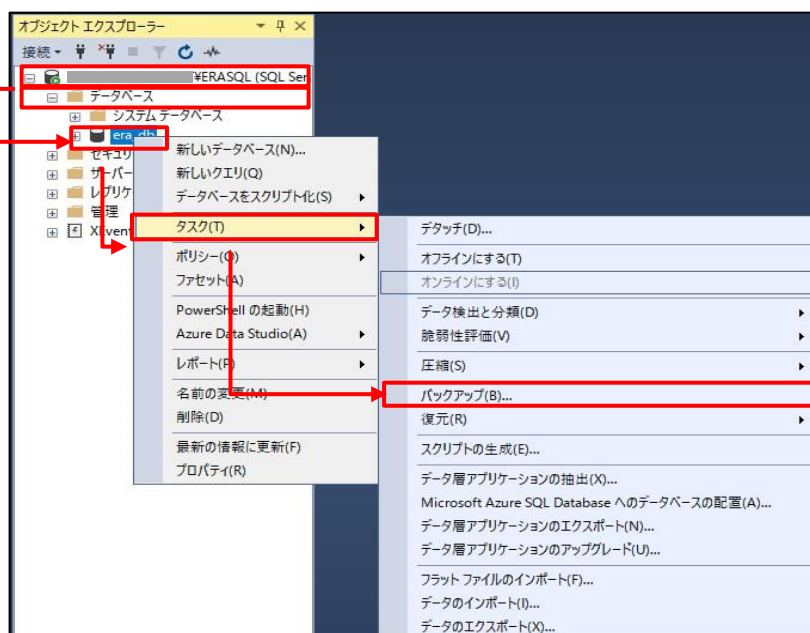 オブジェクト エクスプローラー
接続
¥ERASQL (SQL Ser
データベース
システム データベース
era_db
セキュリ
サーバー
レプリケ
管理
XEvent
新しいデータベース(N)...
新しいクエリ(Q)
データベースをスクリプト化(S)
タスク(T)
ポリシー(O)
ファセット(A)
PowerShell の起動(H)
Azure Data Studio(A)
レポート(P)
名前の変更(M)
削除(D)
最新の情報に更新(F)
プロパティ(R)
デタッチ(D)...
オフラインにする(T)
オンラインにする(I)
データ検出と分類(D)
脆弱性評価(V)
圧縮(S)
バックアップ(B)...
復元(R)
スクリプトの生成(E)...
データ層アプリケーションの抽出(X)...
Microsoft Azure SQL Database へのデータベースの配置(A)...
データ層アプリケーションのエクスポート(N)...
データ層アプリケーションのアップグレード(U)...
フラット ファイルのインポート(F)...
データのインポート(I)...
データのエクスポート(X)...